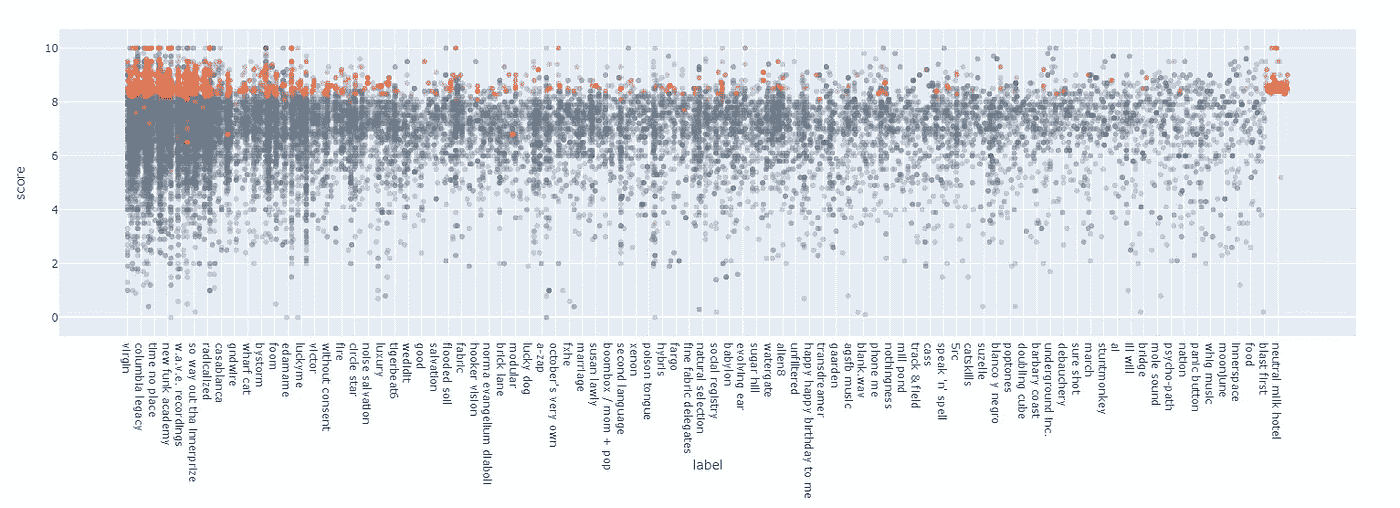 10
8
6
4
2
0
score
virgin
columbia legacy
time no place
new funk academy
w.a.v.e. recordings
so way out tha innerprize
radicalized
casablanca
gndwire
wharf cat
bystorm
foom
edamame
luckyme
victor
without consent
fire
circle star
noise salvation
luxury
tigerbeat6
weddatt
wood
salvation
flooded soil
fabric
hooker vision
norma evangelium diaboli
brick lane
modular
lucky dog
a-zap
october's very own
fxhe
marriage
susan lawly
boombox / mom + pop
second language
xenon
poison tongue
hybris
fargo
fine fabric delegates
natural selection
social registry
babylon
evolving ear
sugar hill
watergate
alien8
unfiltered
happy happy birthday to me
transdreamer
gaarden
agsfb music
blank.wav
phone me
nothingness
mill pond
track & field
cass
speak 'n' spell
5rc
catskills
suzelle
blanco y negro
poptones
doubling cube
barbary coast
underground inc.
debauchery
sure shot
march
stuntmonkey
al
ill will
bridge
mole sound
psycho-path
nation
panic button
whig music
moonjune
innerspace
food
blast first
neutral milk hotel
label